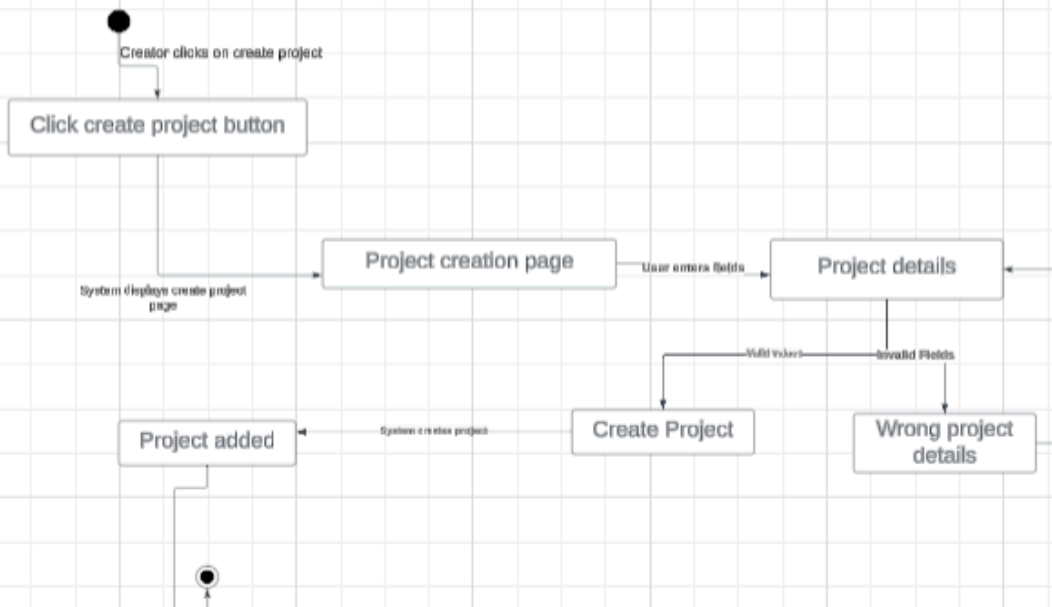 Creator clicks on create project
Click create project button
Project creation page
User enters fields
Project details
System displays create project
page
Valid values
Invalid Fields
Project added
System creates project
Create Project
Wrong project
details